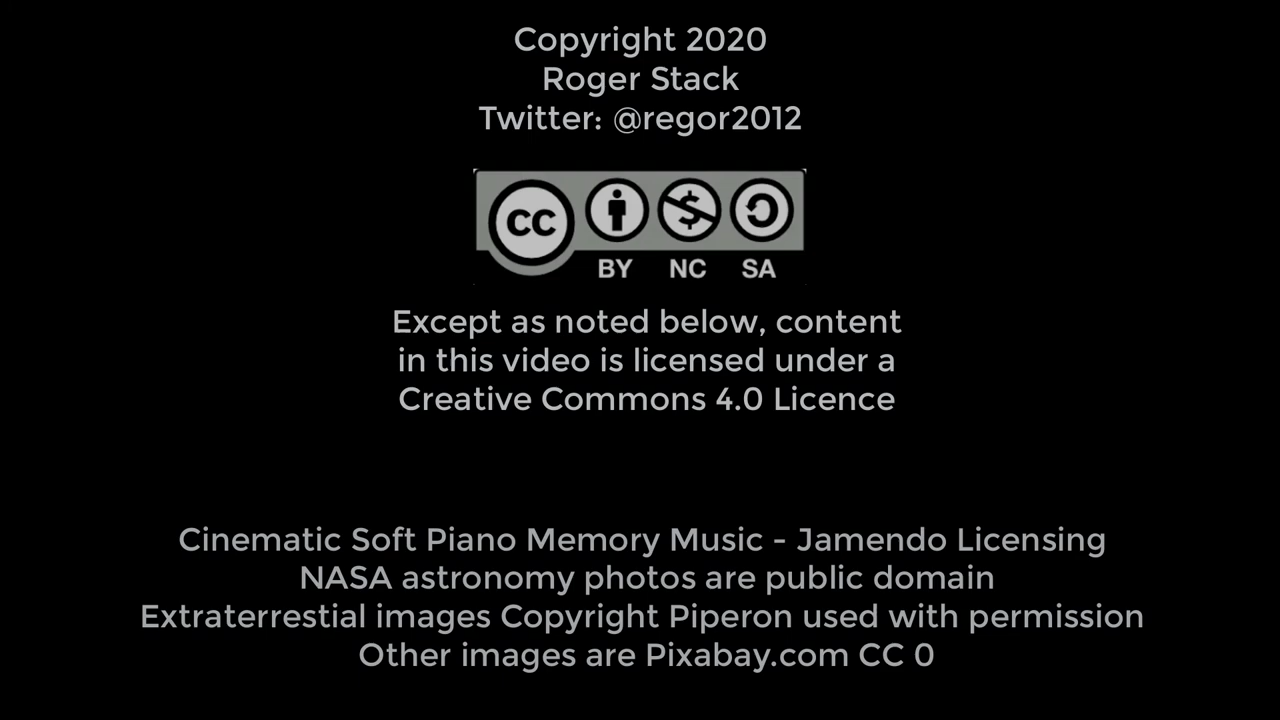 Copyright 2020
Roger Stack
Twitter: @regor2012
CC
BY NC SA
Except as noted below, content
in this video is licensed under a
Creative Commons 4.0 Licence
Cinematic Soft Piano Memory Music - Jamendo Licensing
NASA astronomy photos are public domain
Extraterrestial images Copyright Piperon used with permission
Other images are Pixabay.com CC 0